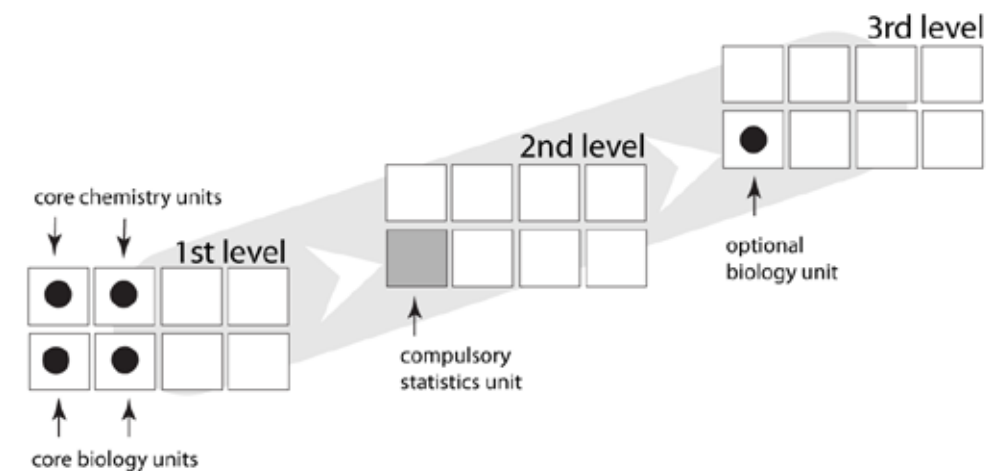 3rd level
2nd level
core chemistry units
1st level
optional
biology unit
compulsory
statistics unit
core biology units